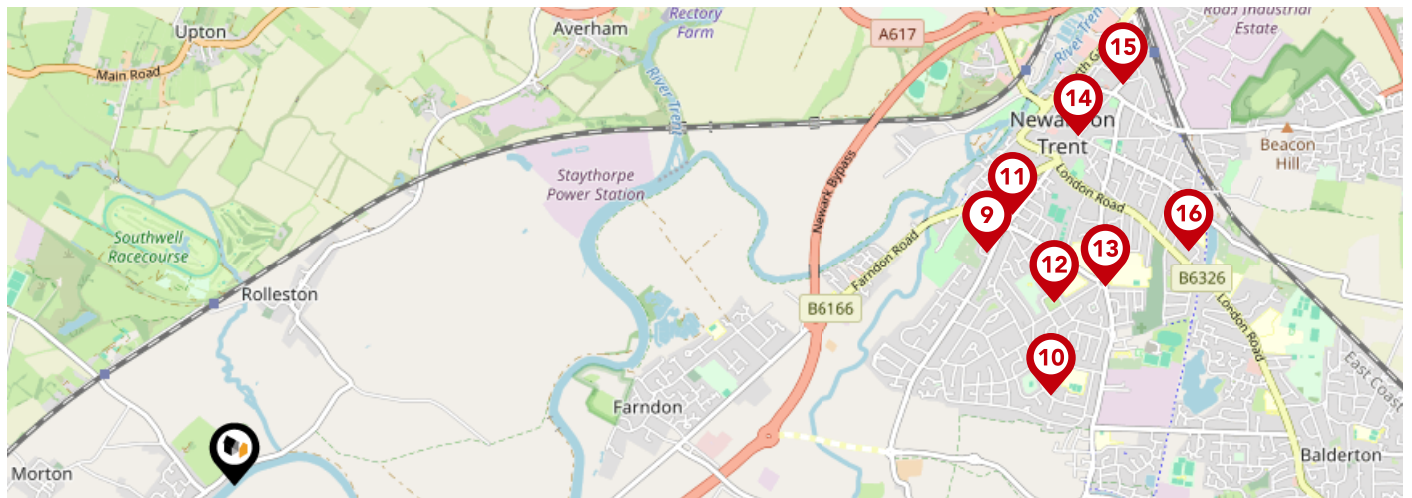 Rectory
Farm
Road Industrial
Estate
Upton
Averham
A617
River Trent
15
Main Road
River Trent
14
Newark on
Trent
Beacon
Hill
Staythorpe
Power Station
Newark Bypass
11
London Road
9
16
Southwell
Racecourse
Farndon Road
12
13
B6326
Rolleston
B6166
London Road
10
East Coast
Farndon
Morton
Balderton